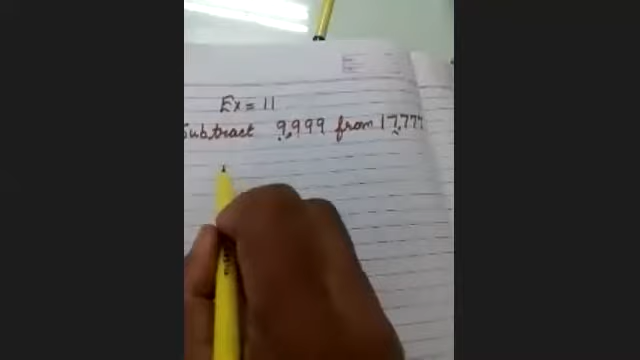 Ex = 11
Subtract 9,999 from 17,777